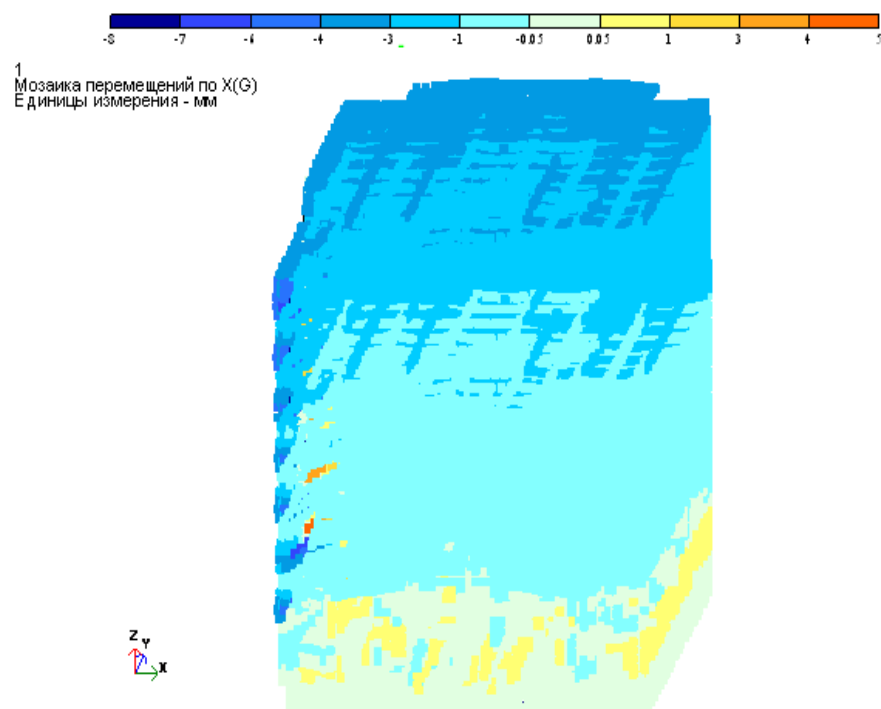 -8 -7 -6 -4 -3 -1 -0.05 0.05 1 3 4 5
1
Мозаика перемещений по X(G)
Единицы измерения - мм
Z Y
X